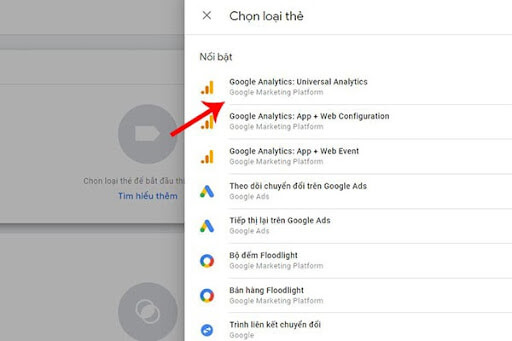 Chọn loại thẻ
Nổi bật
Google Analytics: Universal Analytics
Google Marketing Platform
Google Analytics: App + Web Configuration
Google Marketing Platform
Google Analytics: App + Web Event
Google Marketing Platform
Theo dõi chuyển đổi trên Google Ads
Google Ads
Tiếp thị lại trên Google Ads
Google Ads
Bộ đếm Floodlight
Google Marketing Platform
Bán hàng Floodlight
Google Marketing Platform
Trình liên kết chuyển đổi
Google
Chọn loại thẻ để bắt đầu
Tìm hiểu thêm